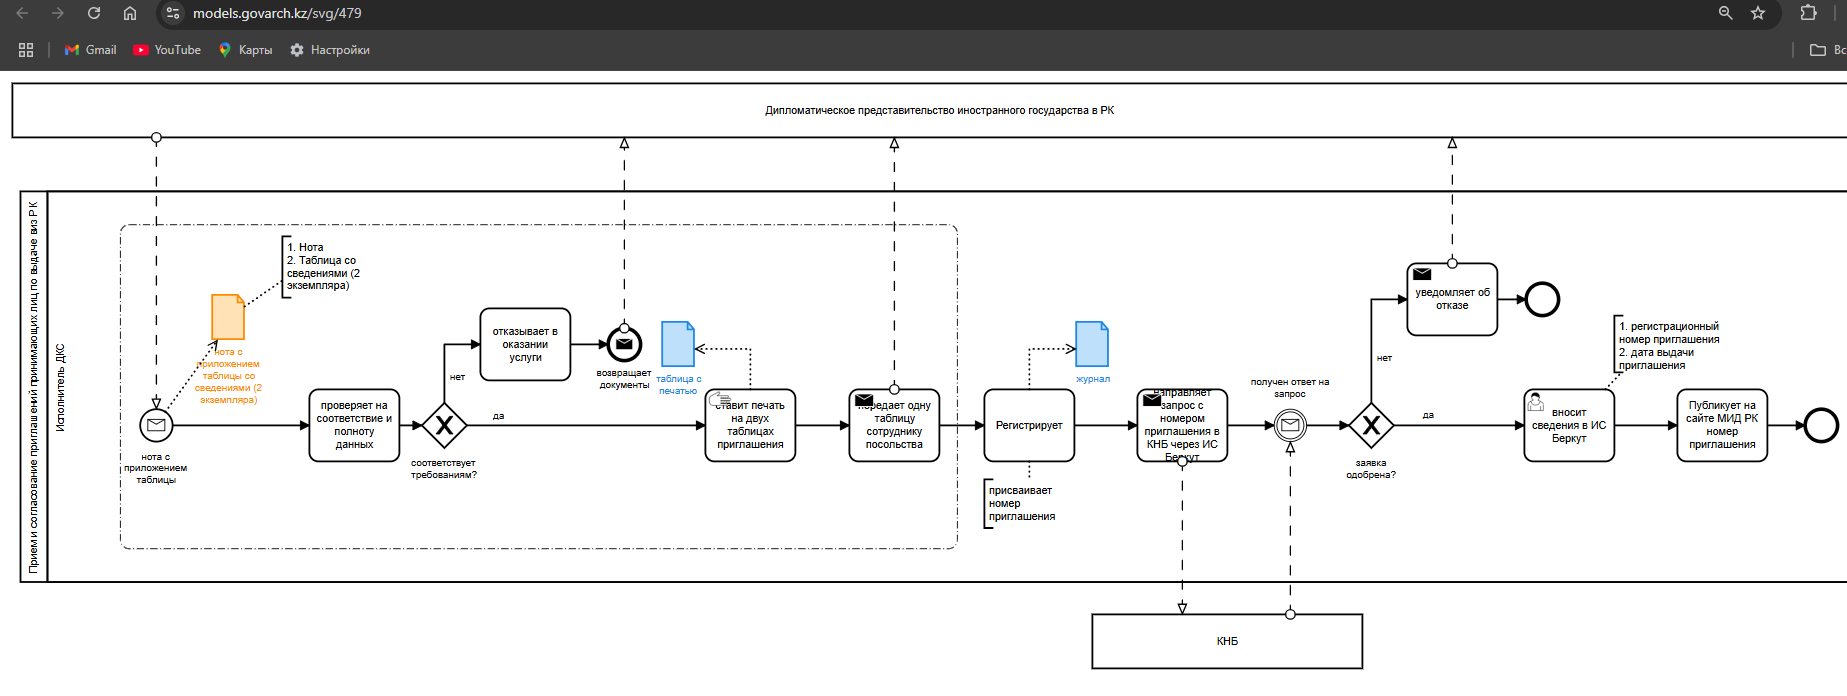 models.govarch.kz/svg/479
Gmail
YouTube
Карты
Настройки
Вс
Дипломатическое представительство иностранного государства в РК
Прием и согласование приглашений принимающих лиц по выдаче виз РК
Исполнитель ДКС
1. Нота
2. Таблица со
сведениями (2
экземпляра)
нота с
приложением
таблицы со
сведениями (2
экземпляра)
нота с
приложением
таблицы
проверяет на
соответствие и
полноту
данных
соответствует
требованиям?
нет
да
отказывает в
оказании
услуги
возвращает
документы
таблица с
печатью
ставит печать
на двух
таблицах
приглашения
передает одну
таблицу
сотруднику
посольства
Регистрирует
журнал
присваивает
номер
приглашения
направляет
запрос с
номером
приглашения в
КНБ через ИС
Беркут
получен ответ на
запрос
заявка
одобрена?
нет
да
уведомляет об
отказе
1. регистрационный
номер приглашения
2. дата выдачи
приглашения
вносит
сведения в ИС
Беркут
Публикует на
сайте МИД РК
номер
приглашения
КНБ